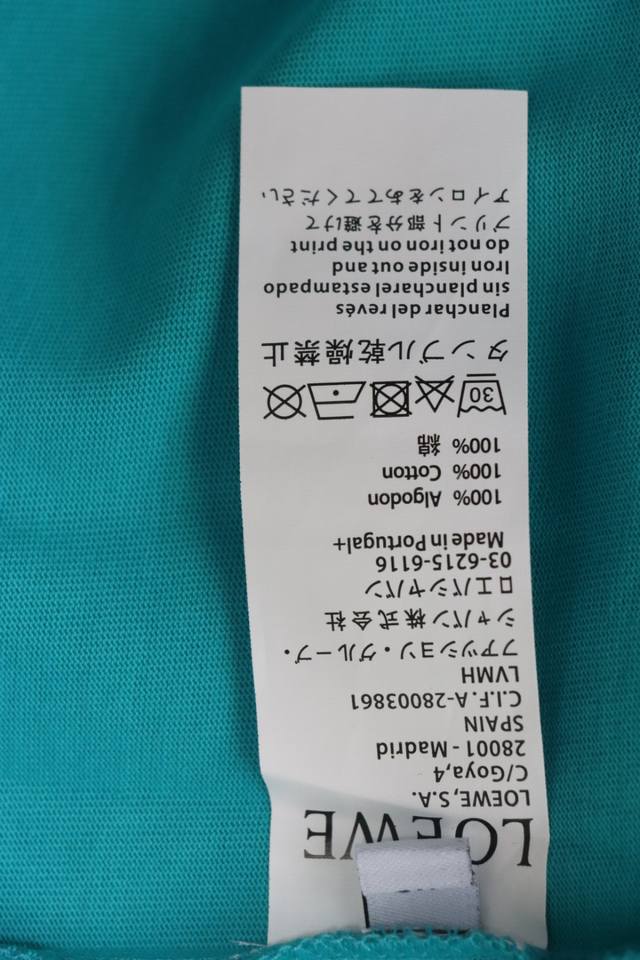 LOEWE
LOEWE, S.A.
C/Goya,4
28001 - Madrid
SPAIN
C.I.F.A-28003861
LVMH
ファッション・グループ・
ジャパン株式会社
ロエベジャパン
03-6215-6116
Made in Portugal+
100% Algodon
100% Cotton
100% 綿
30
タンブル乾燥禁止
Planchar del revés
sin plancharel estampado
Iron inside out and
do not iron on the print
プリント部分を避けて
アイロンをあててください